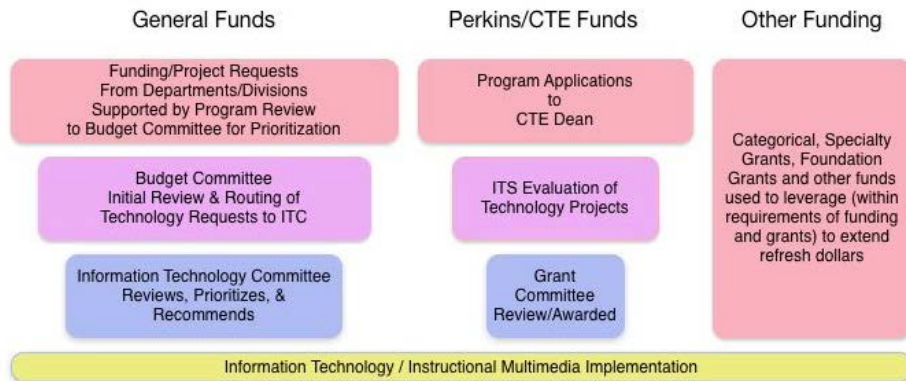 General Funds
Perkins/CTE Funds
Other Funding
Funding/Project Requests
From Departments/Divisions
Supported by Program Review
to Budget Committee for Prioritization
Program Applications
to
CTE Dean
Categorical, Specialty
Grants, Foundation
Grants and other funds
used to leverage (within
requirements of funding
and grants) to extend
refresh dollars
Budget Committee
Initial Review & Routing of
Technology Requests to ITC
ITS Evaluation of
Technology Projects
Information Technology Committee
Reviews, Prioritizes, &
Recommends
Grant
Committee
Review/Awarded
Information Technology / Instructional Multimedia Implementation